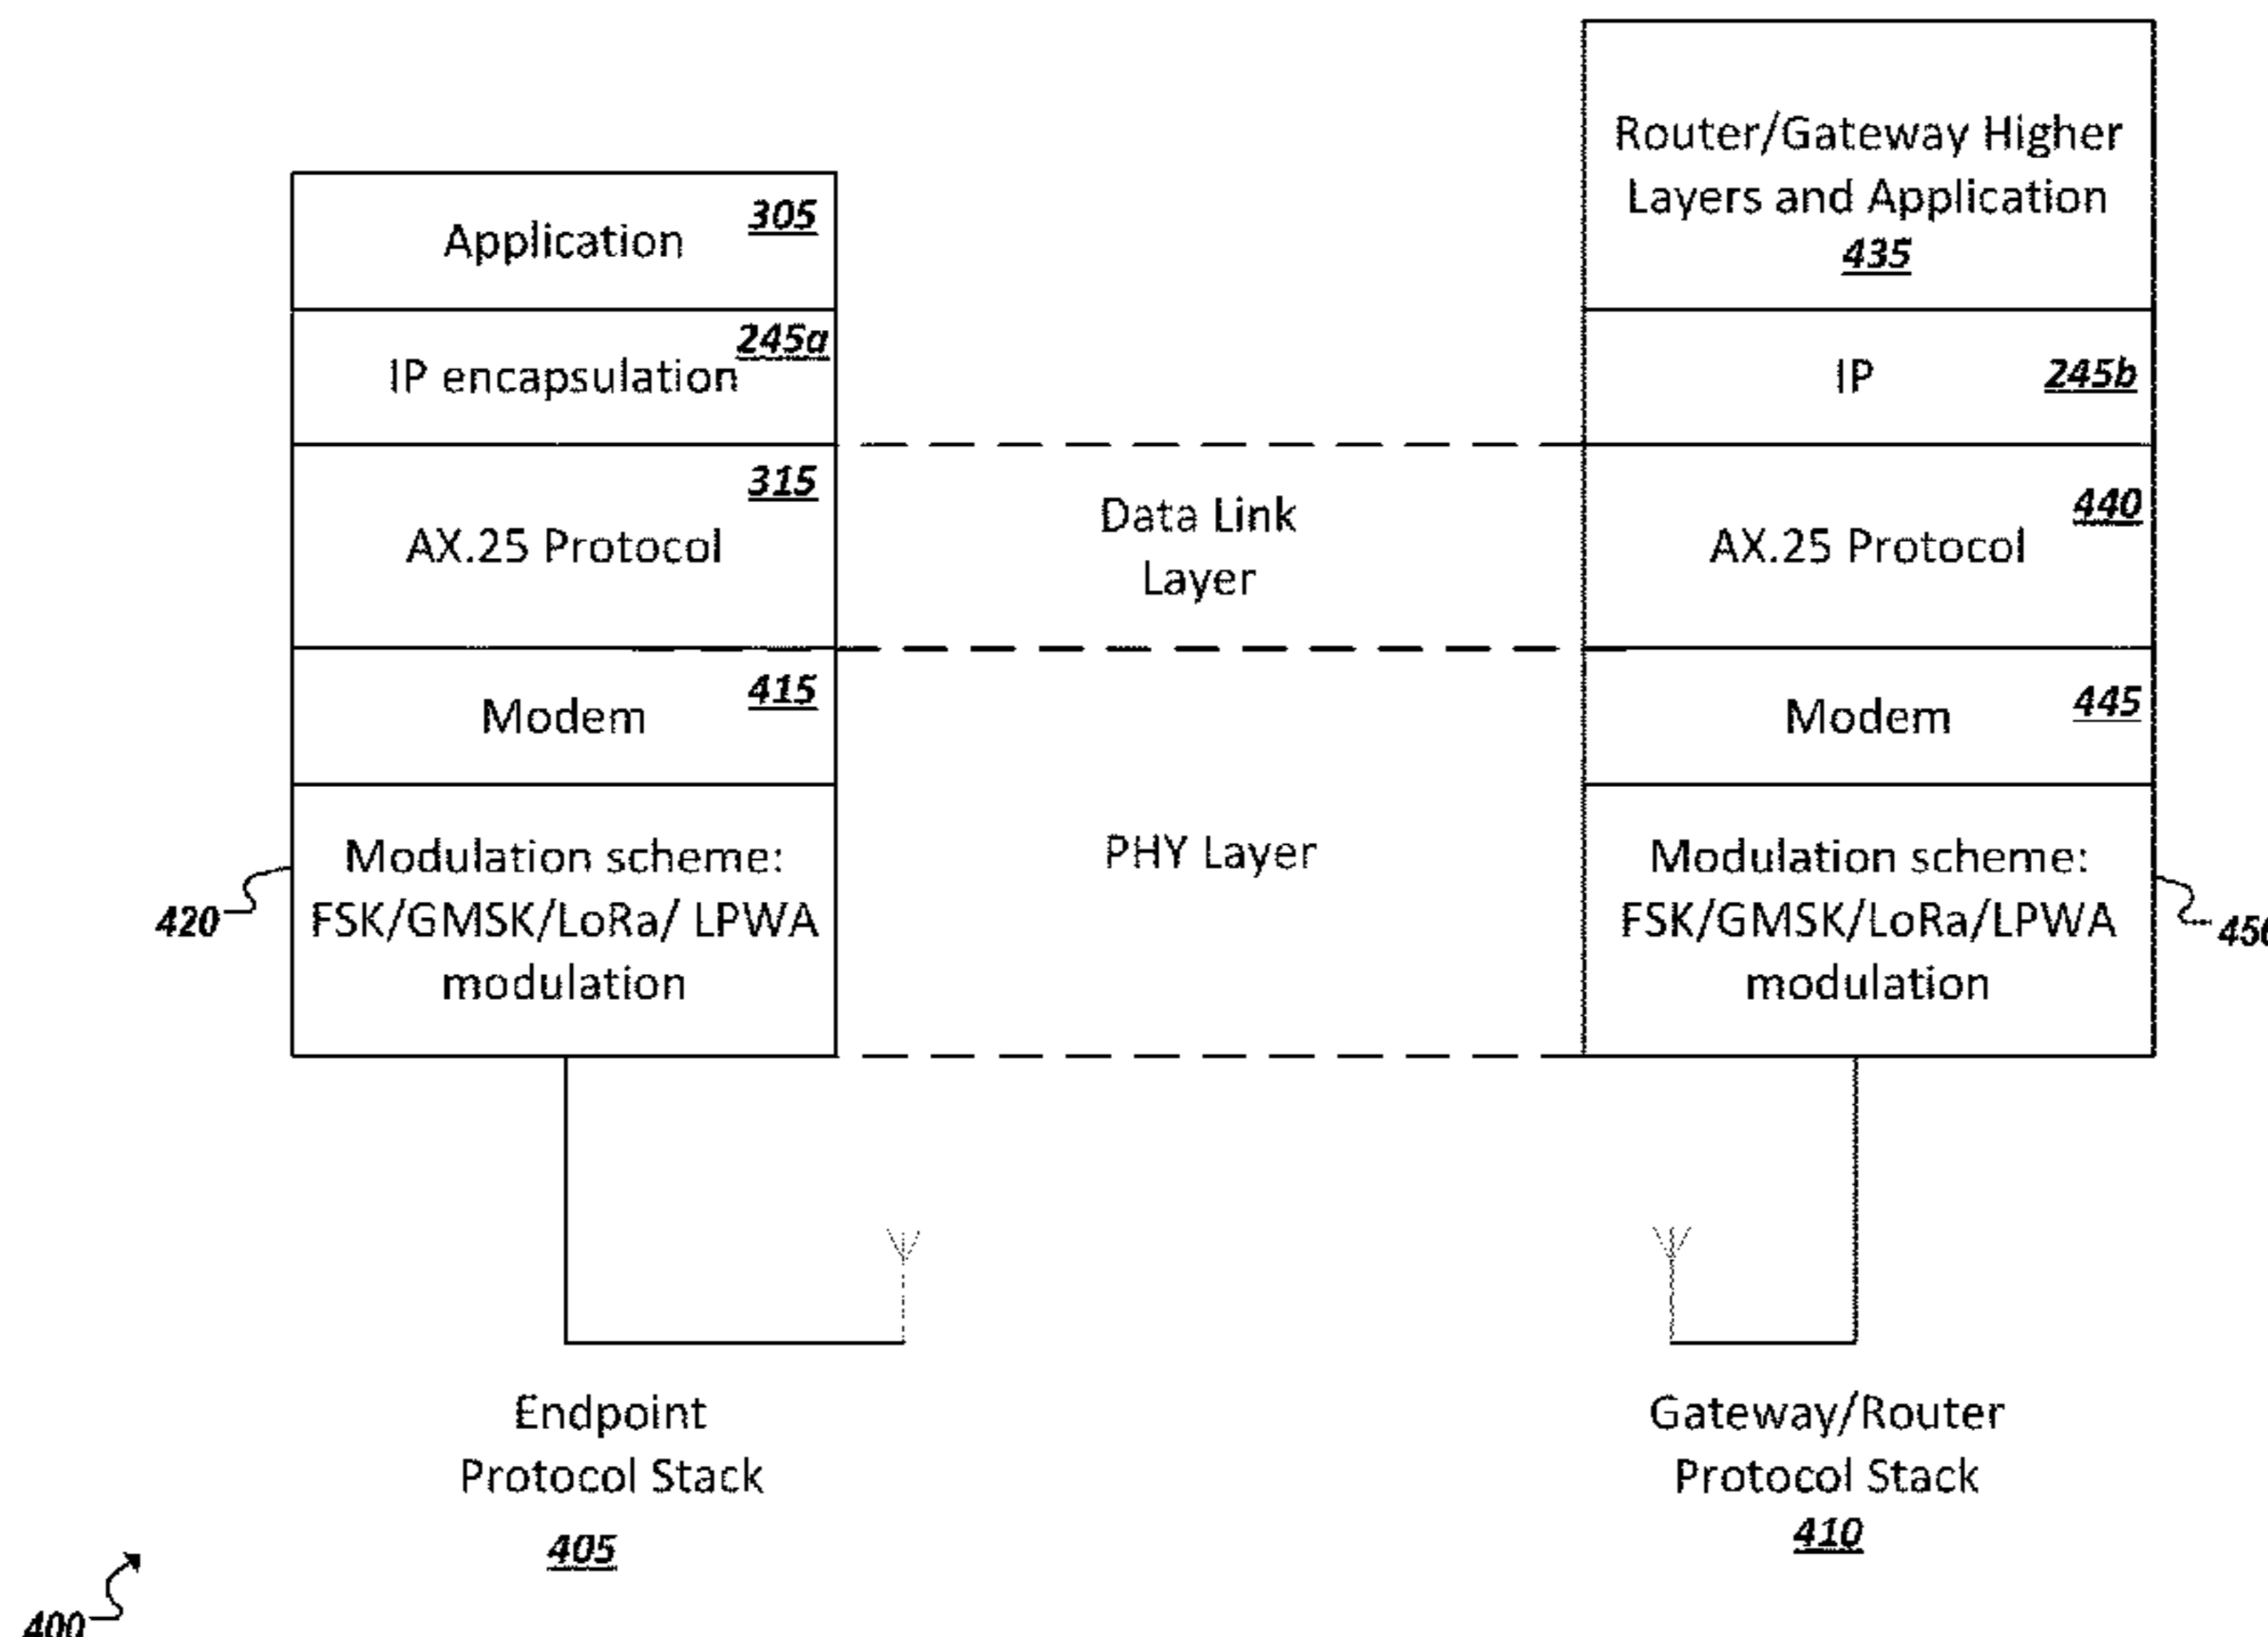 Application 305
IP encapsulation 245a
AX.25 Protocol 315
Modem 415
Modulation scheme:
FSK/GMSK/LoRa/ LPWA
modulation
420
Data Link
Layer
PHY Layer
Router/Gateway Higher
Layers and Application
435
IP 245b
AX.25 Protocol 440
Modem 445
Modulation scheme:
FSK/GMSK/LoRa/LPWA
modulation
Endpoint
Protocol Stack
405
Gateway/Router
Protocol Stack
410
400